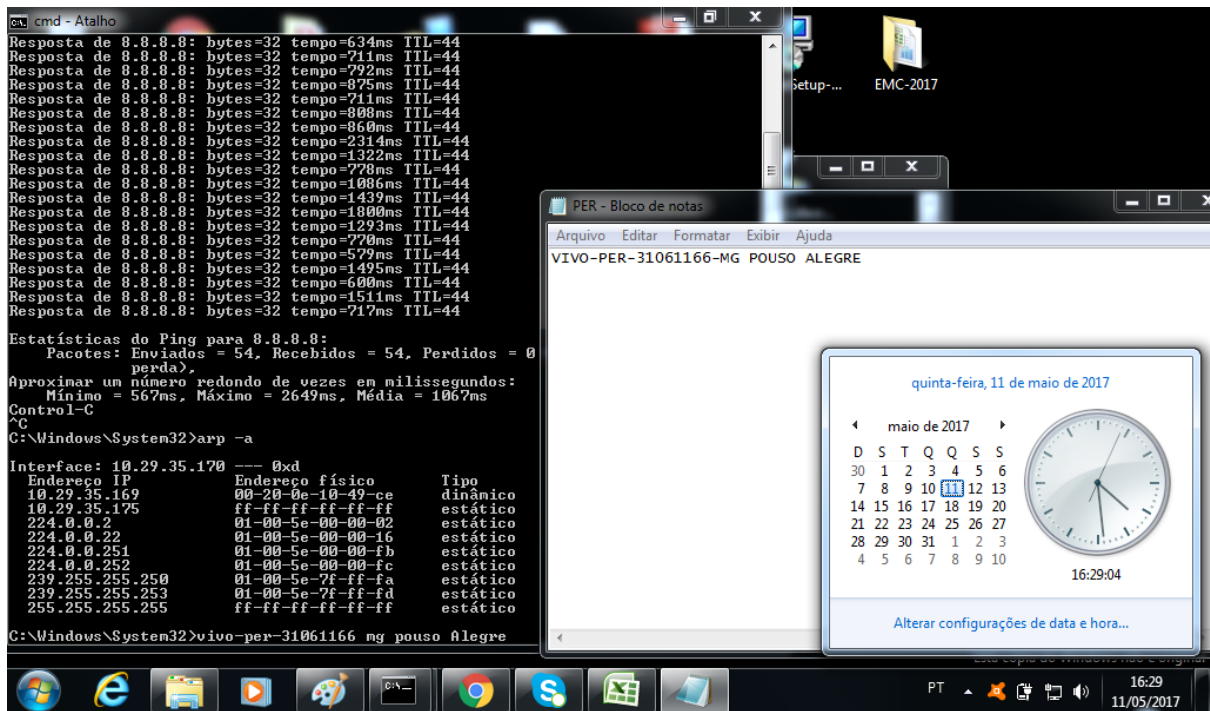 cmd - Atalho
Resposta de 8.8.8.8: bytes=32 tempo=634ms TTL=44
Resposta de 8.8.8.8: bytes=32 tempo=711ms TTL=44
Resposta de 8.8.8.8: bytes=32 tempo=792ms TTL=44
Resposta de 8.8.8.8: bytes=32 tempo=875ms TTL=44
Resposta de 8.8.8.8: bytes=32 tempo=711ms TTL=44
Resposta de 8.8.8.8: bytes=32 tempo=808ms TTL=44
Resposta de 8.8.8.8: bytes=32 tempo=860ms TTL=44
Resposta de 8.8.8.8: bytes=32 tempo=2314ms TTL=44
Resposta de 8.8.8.8: bytes=32 tempo=1322ms TTL=44
Resposta de 8.8.8.8: bytes=32 tempo=778ms TTL=44
Resposta de 8.8.8.8: bytes=32 tempo=1086ms TTL=44
Resposta de 8.8.8.8: bytes=32 tempo=1439ms TTL=44
Resposta de 8.8.8.8: bytes=32 tempo=1800ms TTL=44
Resposta de 8.8.8.8: bytes=32 tempo=1293ms TTL=44
Resposta de 8.8.8.8: bytes=32 tempo=770ms TTL=44
Resposta de 8.8.8.8: bytes=32 tempo=579ms TTL=44
Resposta de 8.8.8.8: bytes=32 tempo=1495ms TTL=44
Resposta de 8.8.8.8: bytes=32 tempo=600ms TTL=44
Resposta de 8.8.8.8: bytes=32 tempo=1511ms TTL=44
Resposta de 8.8.8.8: bytes=32 tempo=717ms TTL=44
Estatísticas do Ping para 8.8.8.8:
Pacotes: Enviados = 54, Recebidos = 54, Perdidos = 0
perda),
Aproximar um número redondo de vezes em milissegundos:
Mínimo = 567ms, Máximo = 2649ms, Média = 1067ms
Control-C
^C
C:\Windows\System32>arp -a
Interface: 10.29.35.170 --- 0xd
Endereço IP Endereço físico Tipo
10.29.35.169 00-20-0e-10-49-ce dinâmico
10.29.35.175 ff-ff-ff-ff-ff-ff estático
224.0.0.2 01-00-5e-00-00-02 estático
224.0.0.22 01-00-5e-00-00-16 estático
224.0.0.251 01-00-5e-00-00-fb estático
224.0.0.252 01-00-5e-00-00-fc estático
239.255.255.250 01-00-5e-7f-ff-fa estático
239.255.255.253 01-00-5e-7f-ff-fd estático
255.255.255.255 ff-ff-ff-ff-ff-ff estático
C:\Windows\System32>vivo-per-31061166 mg pouso Alegre
Setup-... EMC-2017
PER - Bloco de notas
Arquivo Editar Formatar Exibir Ajuda
VIVO-PER-31061166-MG POUSO ALEGRE
quinta-feira, 11 de maio de 2017
maio de 2017
D S T Q Q S S
30 1 2 3 4 5 6
7 8 9 10 11 12 13
14 15 16 17 18 19 20
21 22 23 24 25 26 27
28 29 30 31 1 2 3
4 5 6 7 8 9 10
16:29:04
Alterar configurações de data e hora...
C:\
PT
16:29
11/05/2017